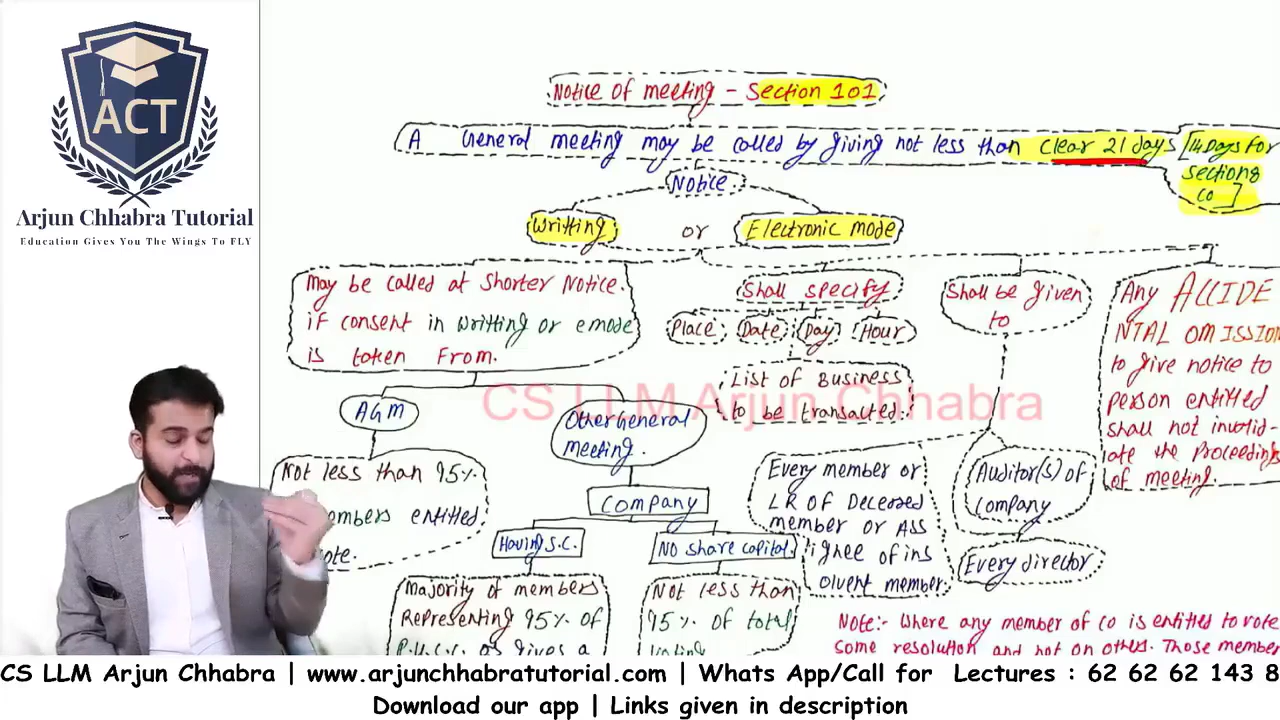 ACT
Arjun Chhabra Tutorial
Education Gives You The Wings To FLY
Notice of meeting - Section 101
A General meeting may be called by giving not less than clear 21 days [14 Days for
section8
co ]
Notice.
Writting or Electronic mode
may be called at Shorter Notice.
if consent in writting or emode
is taken From.
AGM
Not less than 95%
embers entitled
ote.
Other General
meeting.
Company
Having S.C.
Majority of members
Representing 95% of
P.U.S.C. as gives a
NO share capital.
Not less than
95% of total
Shall specify
Place Date Day Hour
List of Business
to be transacted.
Shall be given
to
Every member or
LR OF Decersed
member or Ass
ignee of ins
olvent member
Auditor(s) of
company
Every director
Any ACCIDE
NTAL OMISSION
to give notice to
person entitled
shall not invlid-
ate the proceedings
of meeting.
Note:- Where any member of co is entitled to vote
some resolution and not on others. Those member
CS LLM Arjun Chhabra
CS LLM Arjun Chhabra | www.arjunchhabratutorial.com | Whats App/Call for Lectures : 62 62 62 143 8
Download our app | Links given in description